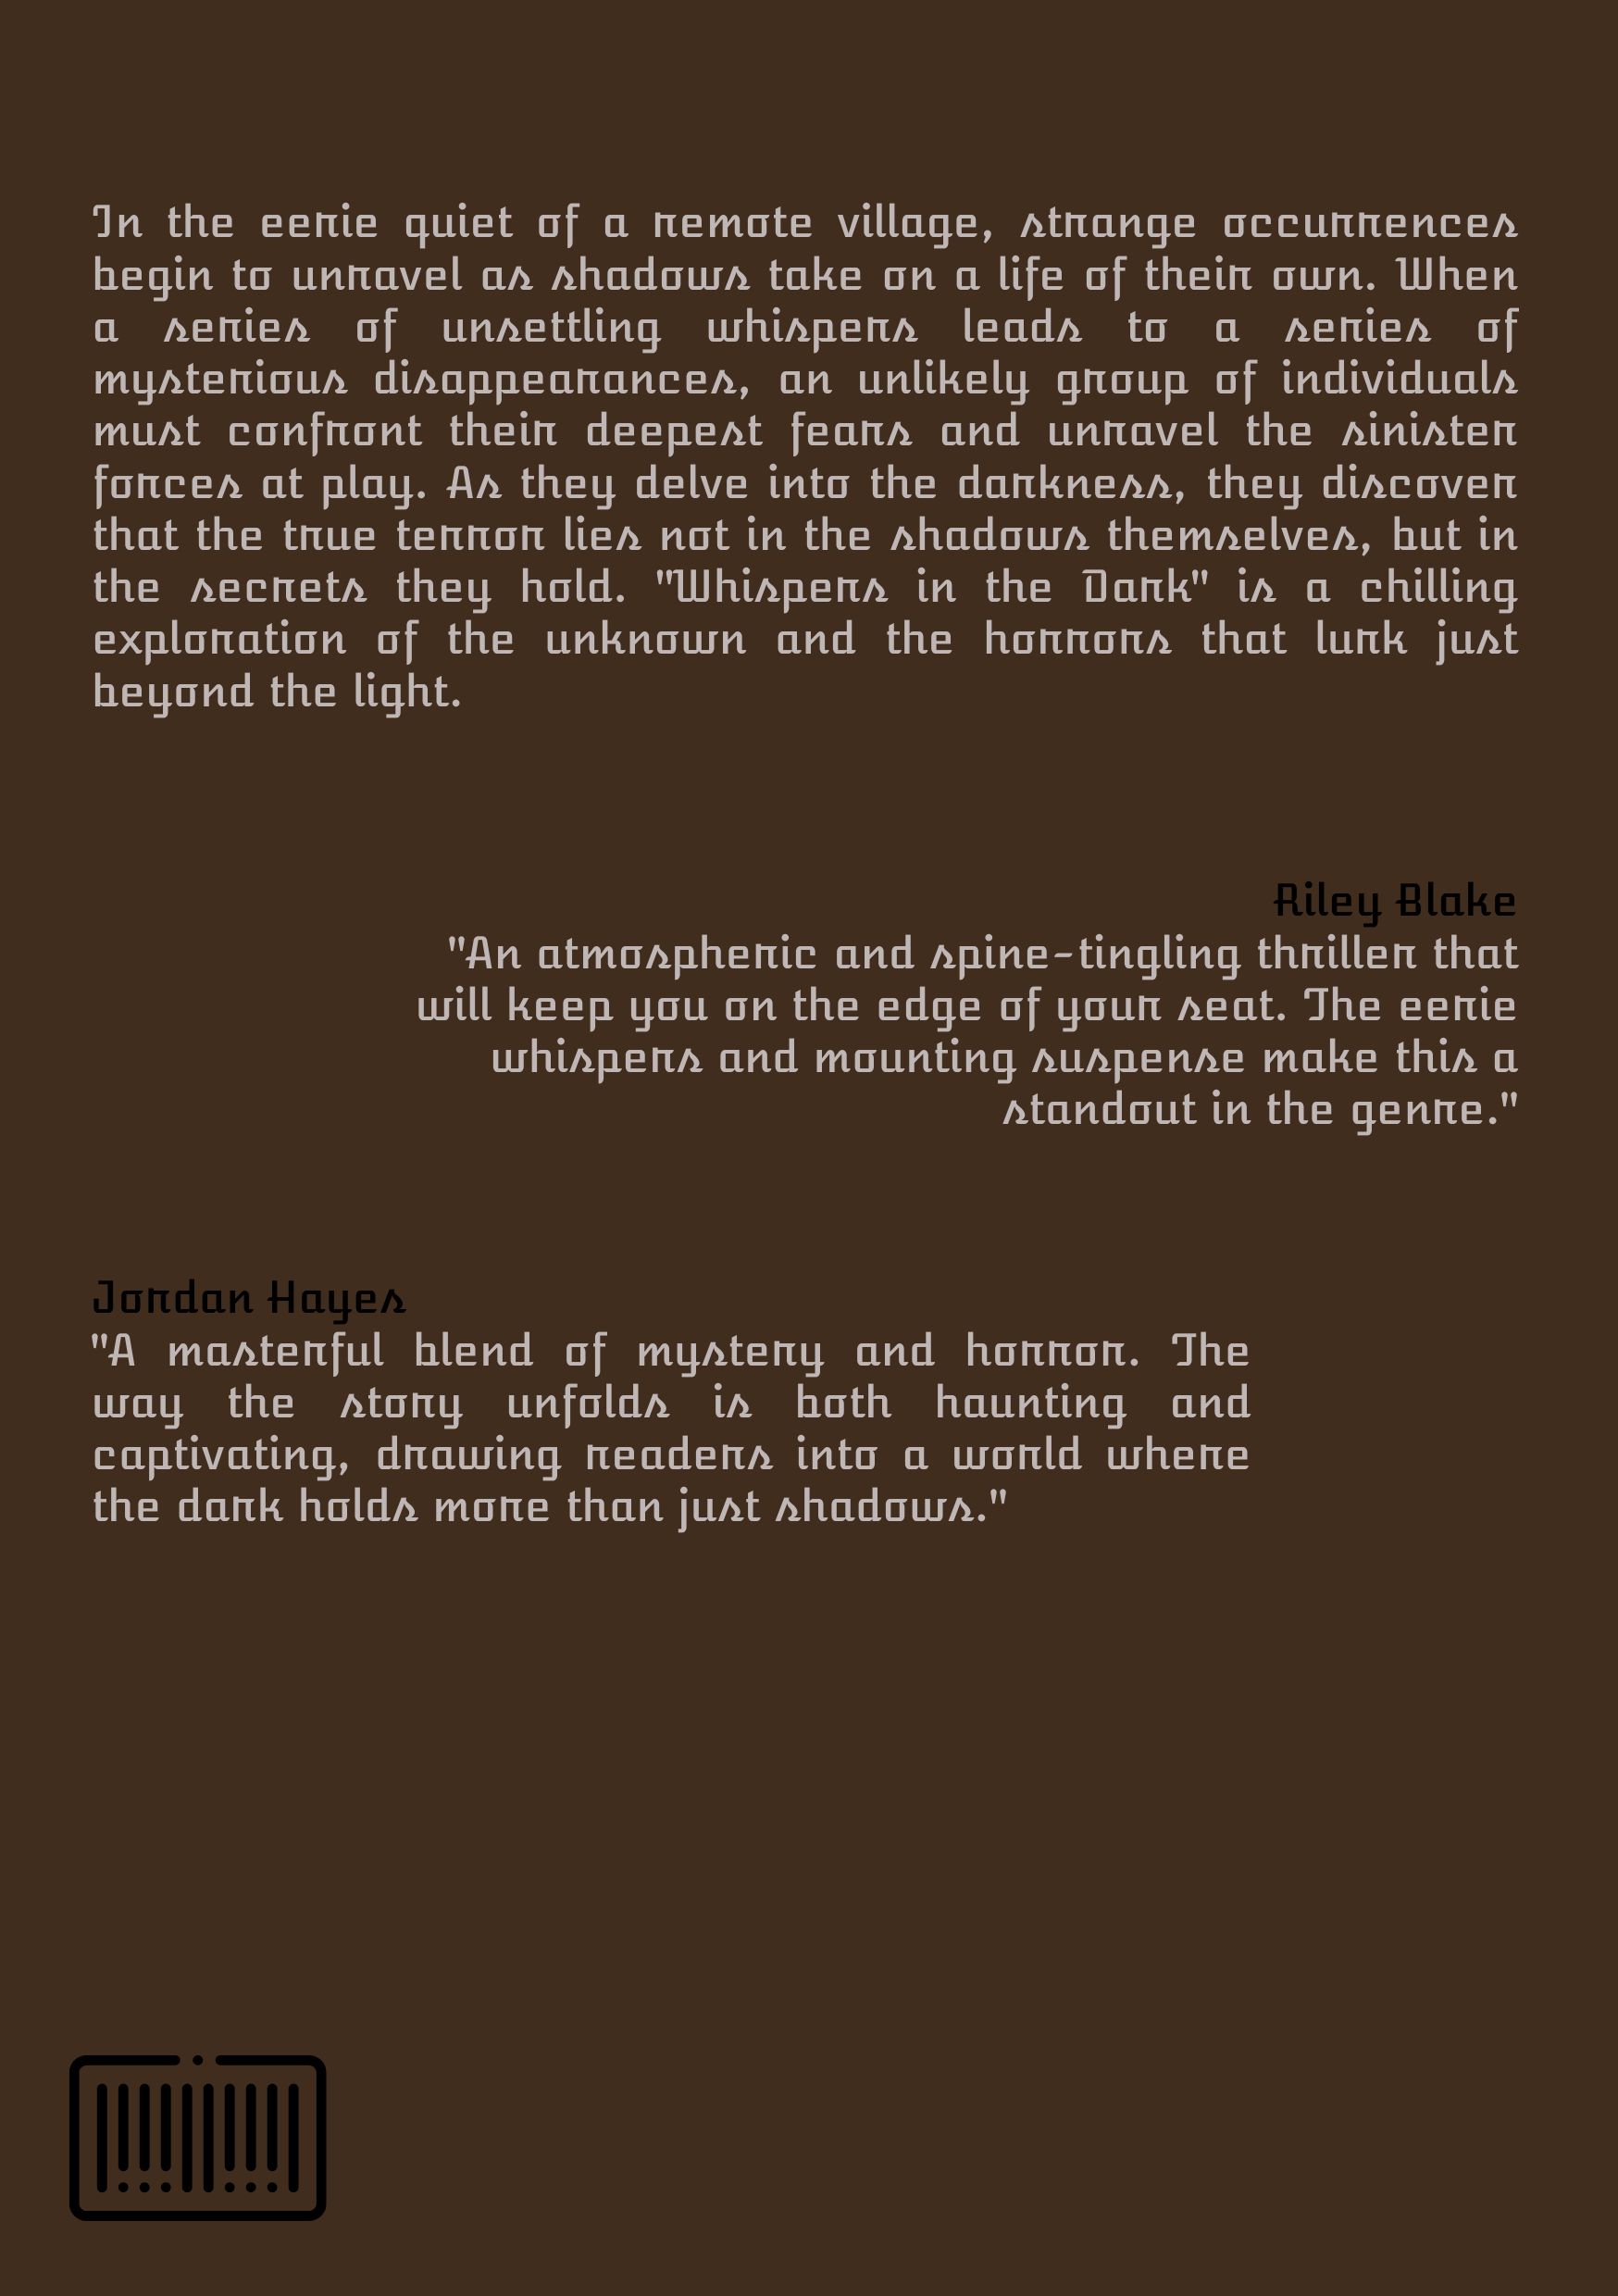 In the eerie quiet of a remote village, strange occurrences
begin to unravel as shadows take on a life of their own. When
a series of unsettling whispers leads to a series of
mysterious disappearances, an unlikely group of individuals
must confront their deepest fears and unravel the sinister
forces at play. As they delve into the darkness, they discover
that the true terror lies not in the shadows themselves, but in
the secrets they hold. "Whispers in the Dark" is a chilling
exploration of the unknown and the horrors that lurk just
beyond the light.
Riley Blake
"An atmospheric and spine-tingling thriller that
will keep you on the edge of your seat. The eerie
whispers and mounting suspense make this a
standout in the genre."
Jordan Hayes
"A masterful blend of mystery and horror. The
way the story unfolds is both haunting and
captivating, drawing readers into a world where
the dark holds more than just shadows."